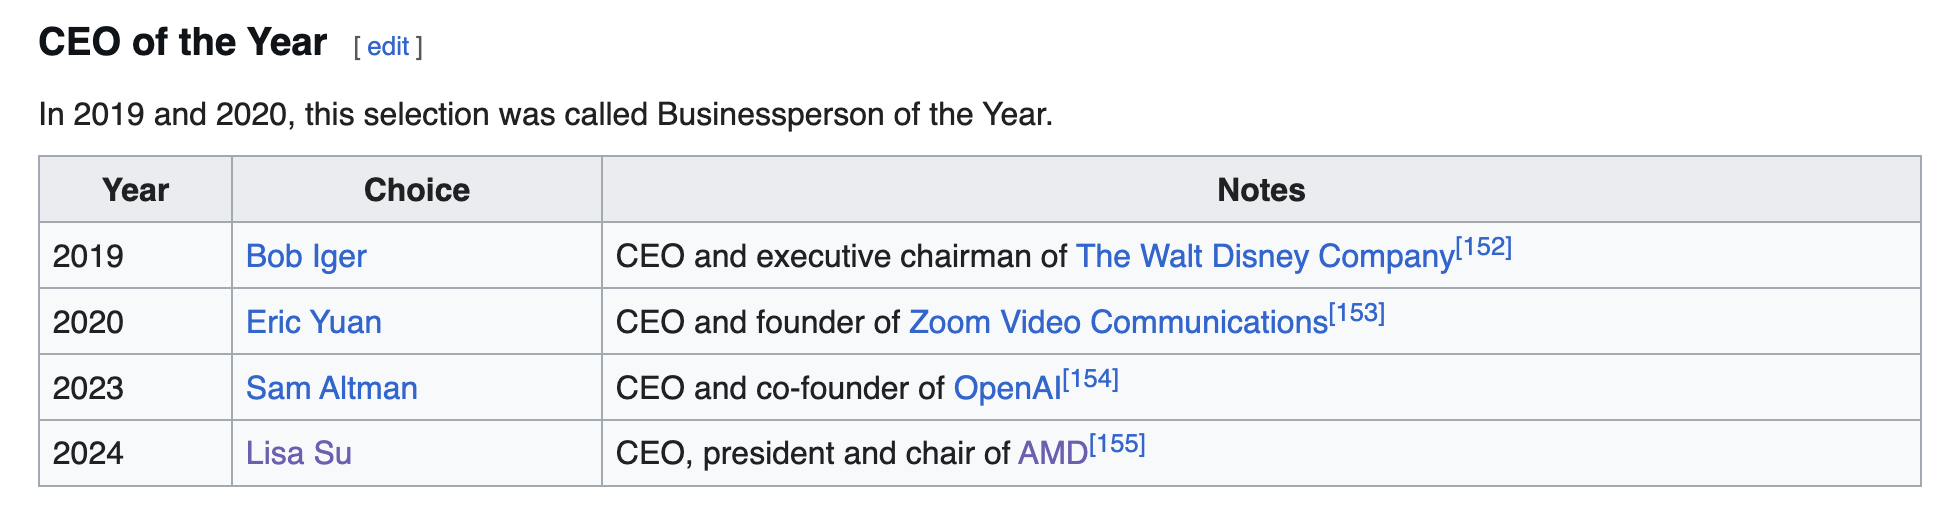 CEO of the Year [ edit ]
In 2019 and 2020, this selection was called Businessperson of the Year.
Year Choice Notes
2019 Bob Iger CEO and executive chairman of The Walt Disney Company[152]
2020 Eric Yuan CEO and founder of Zoom Video Communications[153]
2023 Sam Altman CEO and co-founder of OpenAI[154]
2024 Lisa Su CEO, president and chair of AMD[155]